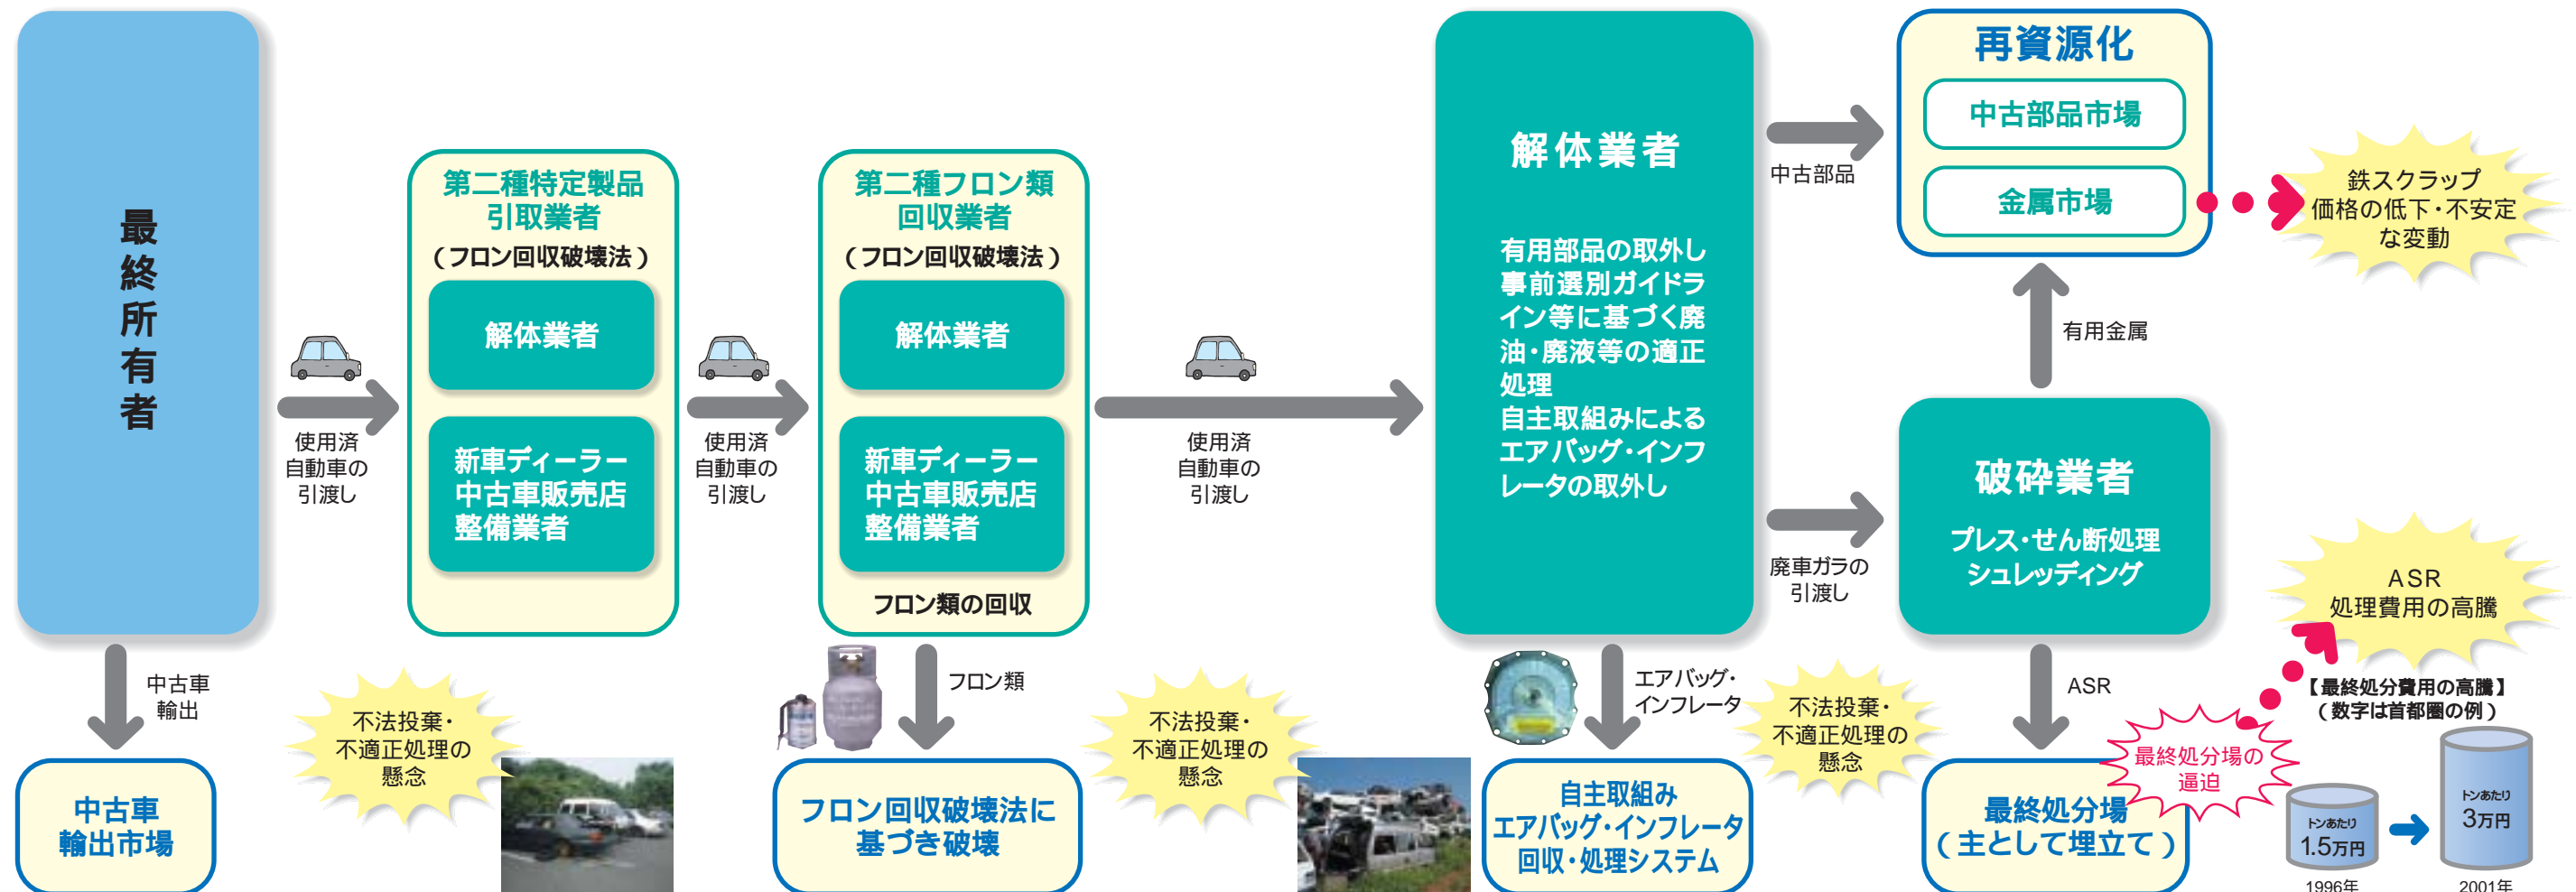 最終所有者
使用済
自動車の
引渡し
中古車
輸出
中古車
輸出市場
第二種特定製品
引取業者
（フロン回収破壊法）
解体業者
新車ディーラー
中古車販売店
整備業者
不法投棄・
不適正処理の
懸念
使用済
自動車の
引渡し
第二種フロン類
回収業者
（フロン回収破壊法）
解体業者
新車ディーラー
中古車販売店
整備業者
フロン類の回収
フロン類
フロン回収破壊法に
基づき破壊
使用済
自動車の
引渡し
不法投棄・
不適正処理の
懸念
解体業者
有用部品の取外し
事前選別ガイドラ
イン等に基づく廃
油・廃液等の適正
処理
自主取組みによる
エアバッグ・インフ
レータの取外し
エアバッグ・
インフレータ
自主取組み
エアバッグ・インフレータ
回収・処理システム
中古部品
廃車ガラの
引渡し
不法投棄・
不適正処理の
懸念
再資源化
中古部品市場
金属市場
鉄スクラップ
価格の低下・不安定
な変動
有用金属
破砕業者
プレス・せん断処理
シュレッディング
ASR
最終処分場
（主として埋立て）
最終処分場の
逼迫
ASR
処理費用の高騰
【最終処分費用の高騰】
（数字は首都圏の例）
トンあたり
1.5万円
1996年
トンあたり
3万円
2001年